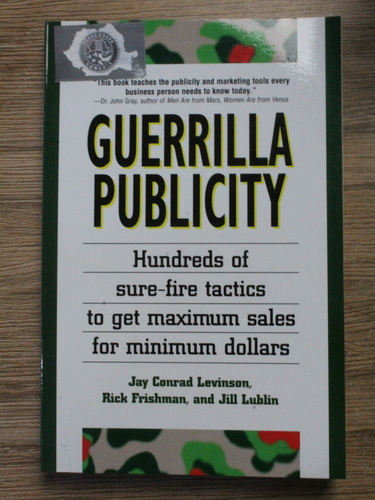 "This book teaches the publicity and marketing tools every
business person needs to know today."
—Dr. John Gray, author of Men Are from Mars, Women Are from Venus
GUERRILLA
PUBLICITY
Hundreds of
sure-fire tactics
to get maximum sales
for minimum dollars
Jay Conrad Levinson,
Rick Frishman, and Jill Lublin